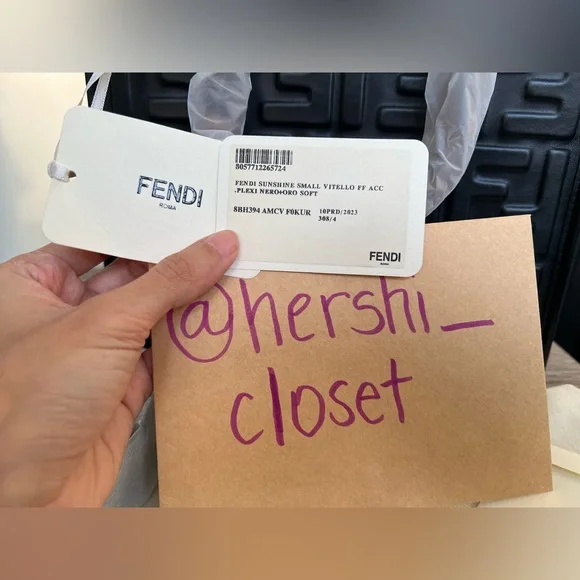 FENDI
ROMA
8057712265724
FENDI SUNSHINE SMALL VITELLO FF ACC
.PLEXI NERO+ORO SOFT
8BH394 AMCV F0KUR 10PRD/2023
308/4
FENDI
ROMA
@hershi_
closet